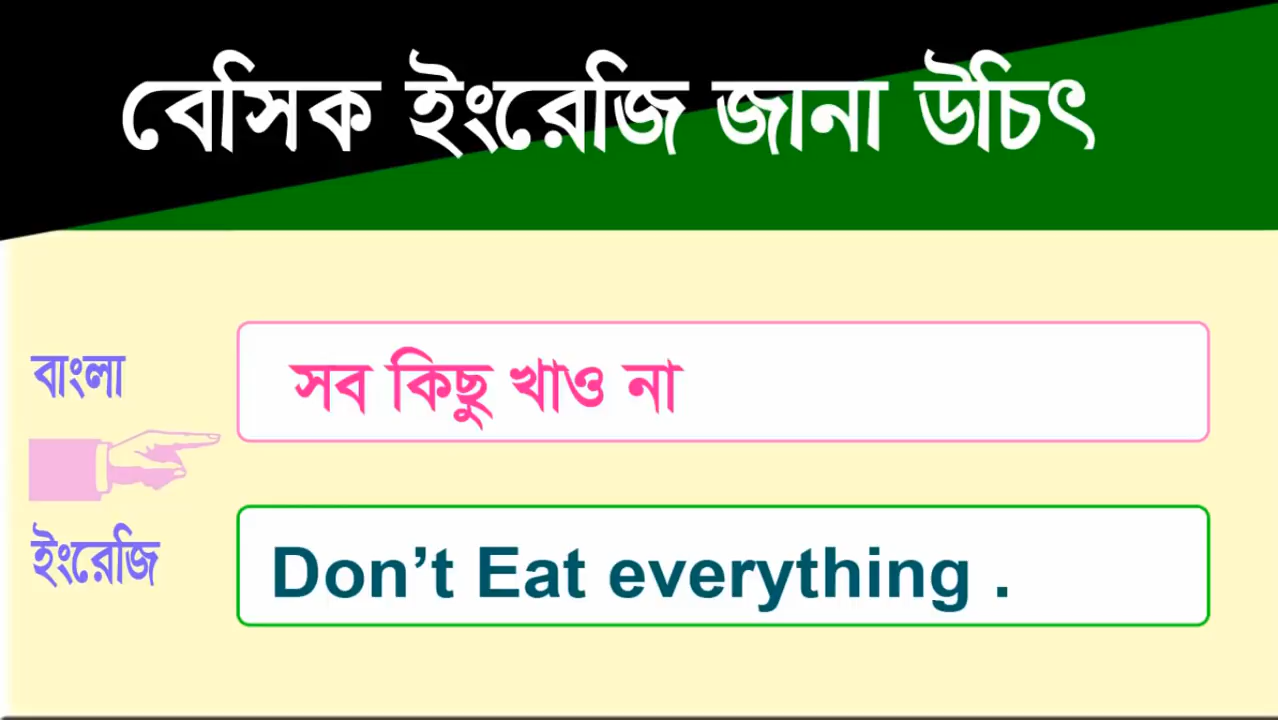 বেসিক ইংরেজি জানা উচিৎ
বাংলা
সব কিছু খাও না
ইংরেজি
Don’t Eat everything .